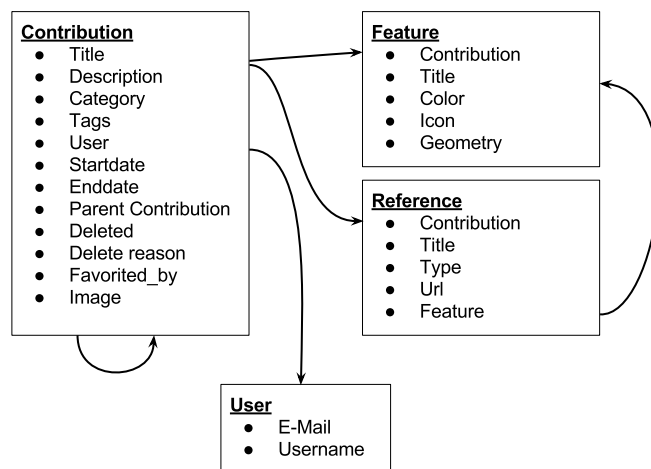 Contribution
● Title
● Description
● Category
● Tags
● User
● Startdate
● Enddate
● Parent Contribution
● Deleted
● Delete reason
● Favorited_by
● Image
Feature
● Contribution
● Title
● Color
● Icon
● Geometry
Reference
● Contribution
● Title
● Type
● Url
● Feature
User
● E-Mail
● Username